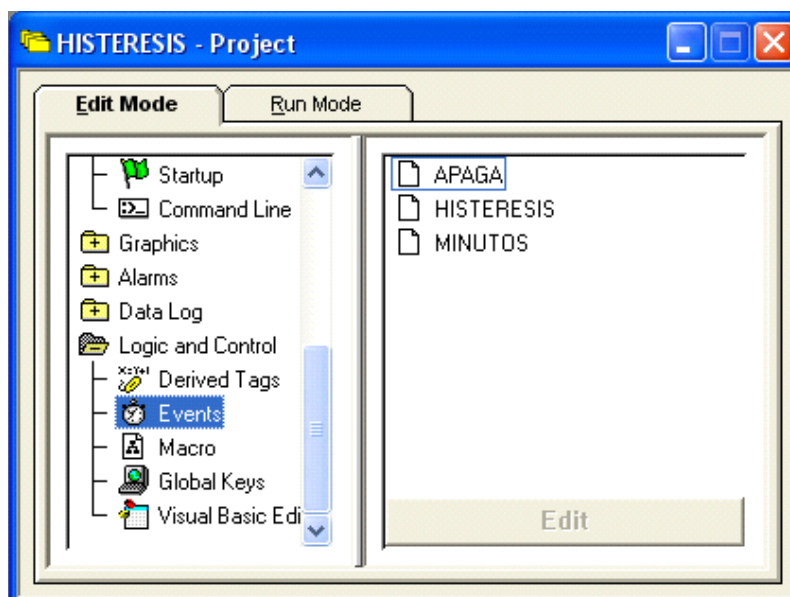 HISTERESIS - Project
Edit Mode
Run Mode
Startup
Command Line
Graphics
Alarms
Data Log
Logic and Control
Derived Tags
Events
Macro
Global Keys
Visual Basic Edi
APAGA
HISTERESIS
MINUTOS
Edit